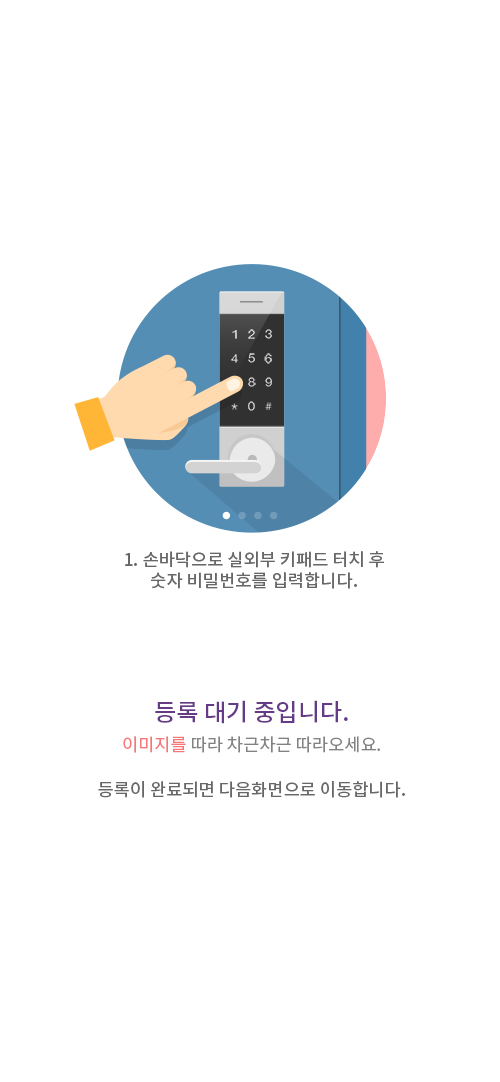 1 2 3
4 5 6
8 9
* 0 #
1. 손바닥으로 실외부 키패드 터치 후
숫자 비밀번호를 입력합니다.
등록 대기 중입니다.
이미지를 따라 차근차근 따라오세요.
등록이 완료되면 다음화면으로 이동합니다.